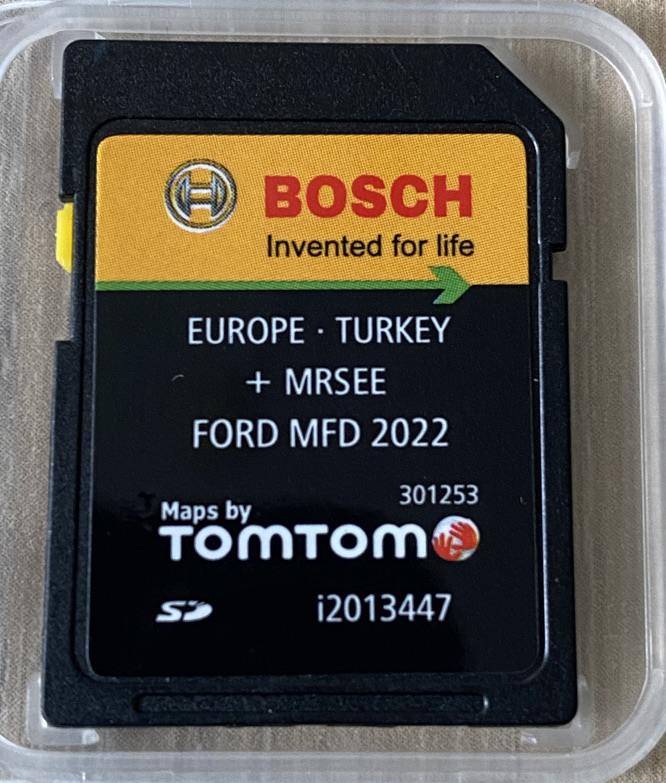 BOSCH
Invented for life
EUROPE · TURKEY
+ MRSEE
FORD MFD 2022
301253
Maps by
TOMTOM
SD i2013447